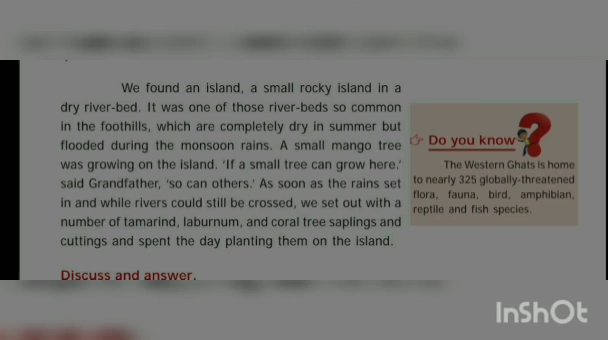 We found an island, a small rocky island in a
dry river-bed. It was one of those river-beds so common
in the foothills, which are completely dry in summer but
flooded during the monsoon rains. A small mango tree
was growing on the island. ‘If a small tree can grow here.’
said Grandfather, ‘so can others.’ As soon as the rains set
in and while rivers could still be crossed, we set out with a
number of tamarind, laburnum, and coral tree saplings and
cuttings and spent the day planting them on the island.
Discuss and answer.
Do you know
The Western Ghats is home
to nearly 325 globally-threatened
flora, fauna, bird, amphibian,
reptile and fish species.
InShOt